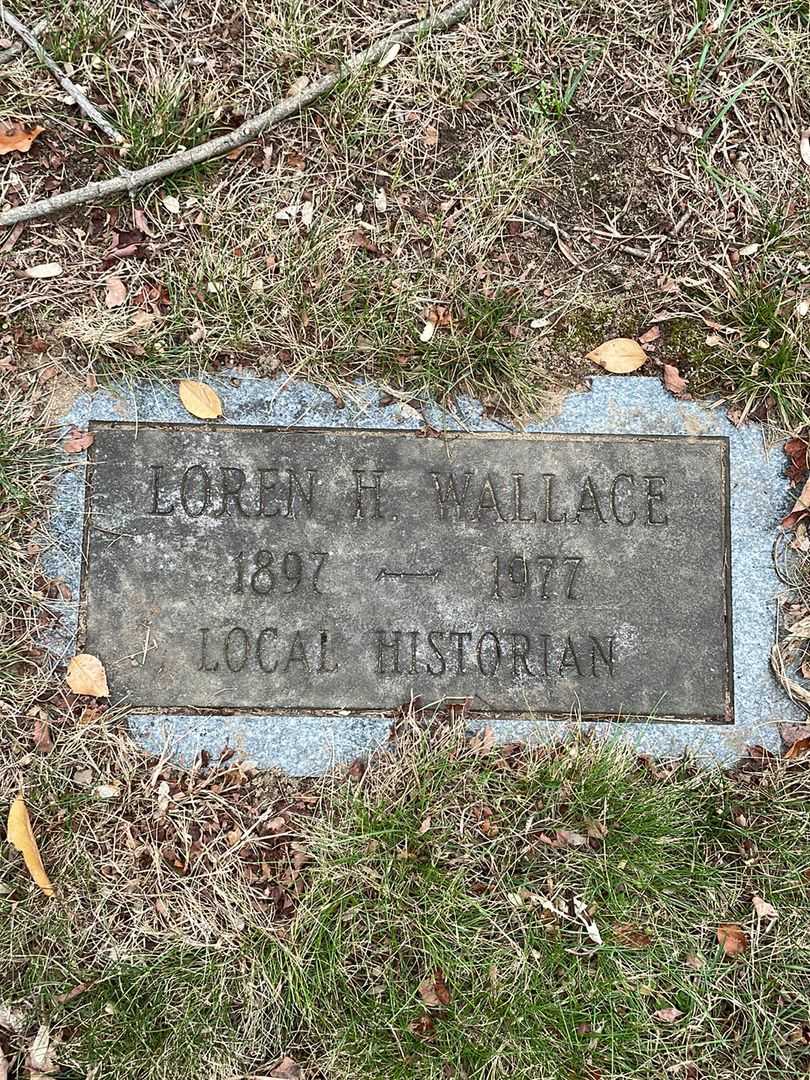 LOREN H. WALLACE
1897 — 1977
LOCAL HISTORIAN